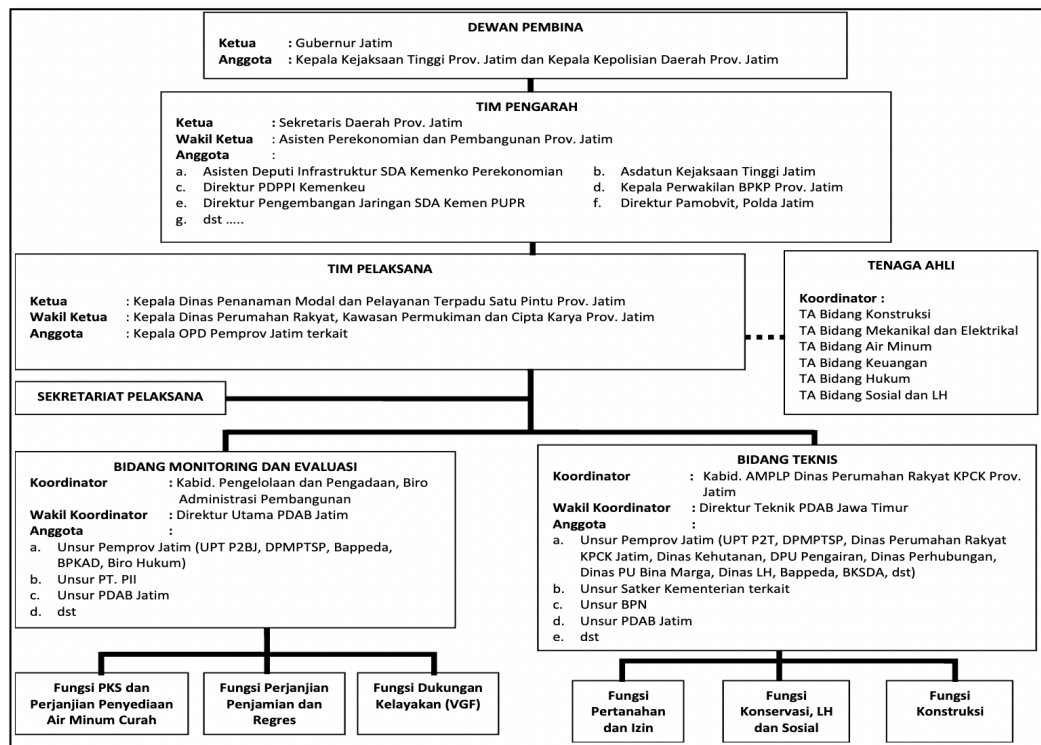 DEWAN PEMBINA
Ketua : Gubernur Jatim
Anggota : Kepala Kejaksaan Tinggi Prov. Jatim dan Kepala Kepolisian Daerah Prov. Jatim
TIM PENGARAH
Ketua : Sekretaris Daerah Prov. Jatim
Wakil Ketua : Asisten Perekonomian dan Pembangunan Prov. Jatim
Anggota :
a. Asisten Deputi Infrastruktur SDA Kemenko Perekonomian
b. Asdatun Kejaksaan Tinggi Jatim
c. Direktur PDPPI Kemenkeu
d. Kepala Perwakilan BPKP Prov. Jatim
e. Direktur Pengembangan Jaringan SDA Kemen PUPR
f. Direktur Pamobvit, Polda Jatim
g. dst .....
TIM PELAKSANA
Ketua : Kepala Dinas Penanaman Modal dan Pelayanan Terpadu Satu Pintu Prov. Jatim
Wakil Ketua : Kepala Dinas Perumahan Rakyat, Kawasan Permukiman dan Cipta Karya Prov. Jatim
Anggota : Kepala OPD Pemprov Jatim terkait
TENAGA AHLI
Koordinator :
TA Bidang Konstruksi
TA Bidang Mekanikal dan Elektrikal
TA Bidang Air Minum
TA Bidang Keuangan
TA Bidang Hukum
TA Bidang Sosial dan LH
SEKRETARIAT PELAKSANA
BIDANG MONITORING DAN EVALUASI
Koordinator : Kabid. Pengelolaan dan Pengadaan, Biro
Administrasi Pembangunan
Wakil Koordinator : Direktur Utama PDAB Jatim
Anggota :
a. Unsur Pemprov Jatim (UPT P2BJ, DPMPTSP, Bappeda,
BPKAD, Biro Hukum)
b. Unsur PT. PII
c. Unsur PDAB Jatim
d. dst
BIDANG TEKNIS
Koordinator : Kabid. AMPLP Dinas Perumahan Rakyat KPCK Prov.
Jatim
Wakil Koordinator : Direktur Teknik PDAB Jawa Timur
Anggota :
a. Unsur Pemprov Jatim (UPT P2T, DPMPTSP, Dinas Perumahan Rakyat
KPCK Jatim, Dinas Kehutanan, DPU Pengairan, Dinas Perhubungan,
Dinas PU Bina Marga, Dinas LH, Bappeda, BKSDA, dst)
b. Unsur Satker Kementerian terkait
c. Unsur BPN
d. Unsur PDAB Jatim
e. dst
Fungsi PKS dan
Perjanjian Penyediaan
Air Minum Curah
Fungsi Perjanjian
Penjamian dan
Regres
Fungsi Dukungan
Kelayakan (VGF)
Fungsi
Pertanahan
dan Izin
Fungsi
Konservasi, LH
dan Sosial
Fungsi
Konstruksi